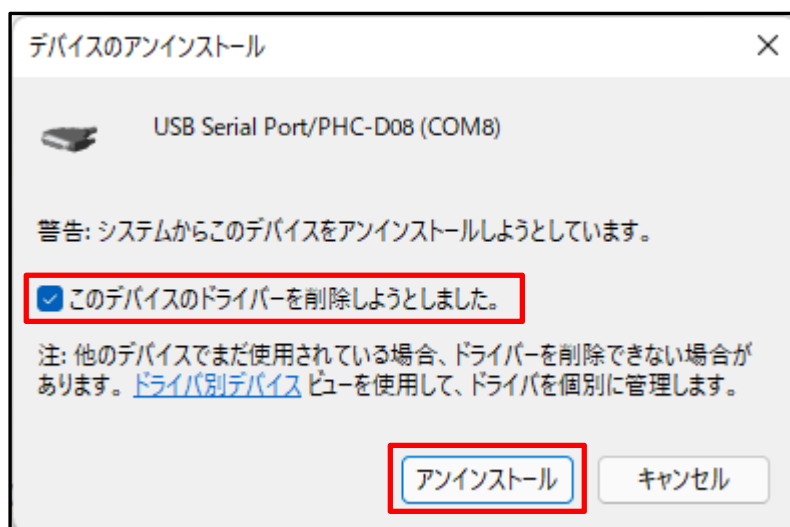 デバイスのアンインストール
USB Serial Port/PHC-D08 (COM8)
警告: システムからこのデバイスをアンインストールしようとしています。
このデバイスのドライバーを削除しようとしました。
注: 他のデバイスでまだ使用されている場合、ドライバーを削除できない場合が
あります。ドライバ別デバイス ビューを使用して、ドライバを個別に管理します。
アンインストール キャンセル